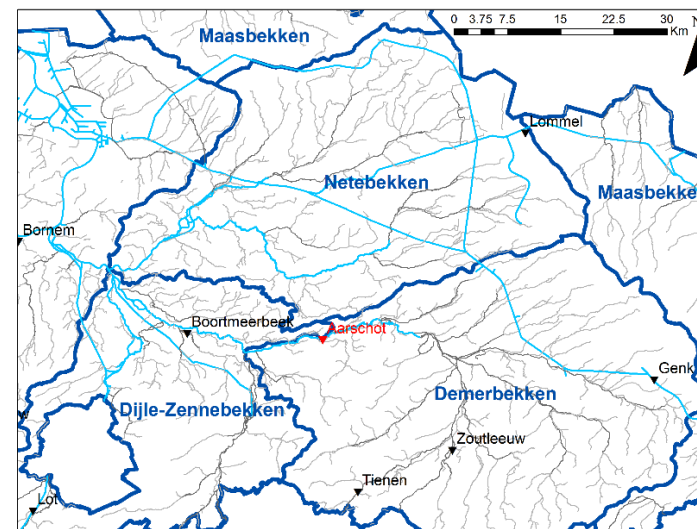 Maasbekken
0 3.75 7.5 15 22.5 30
Km
N
Lommel
Netebekken
Maasbekke
Bornem
Boortmeerbeek
Aarschot
Genk
Demerbekken
Dijle-Zennebekken
Zoutleeuw
Tienen
Lot